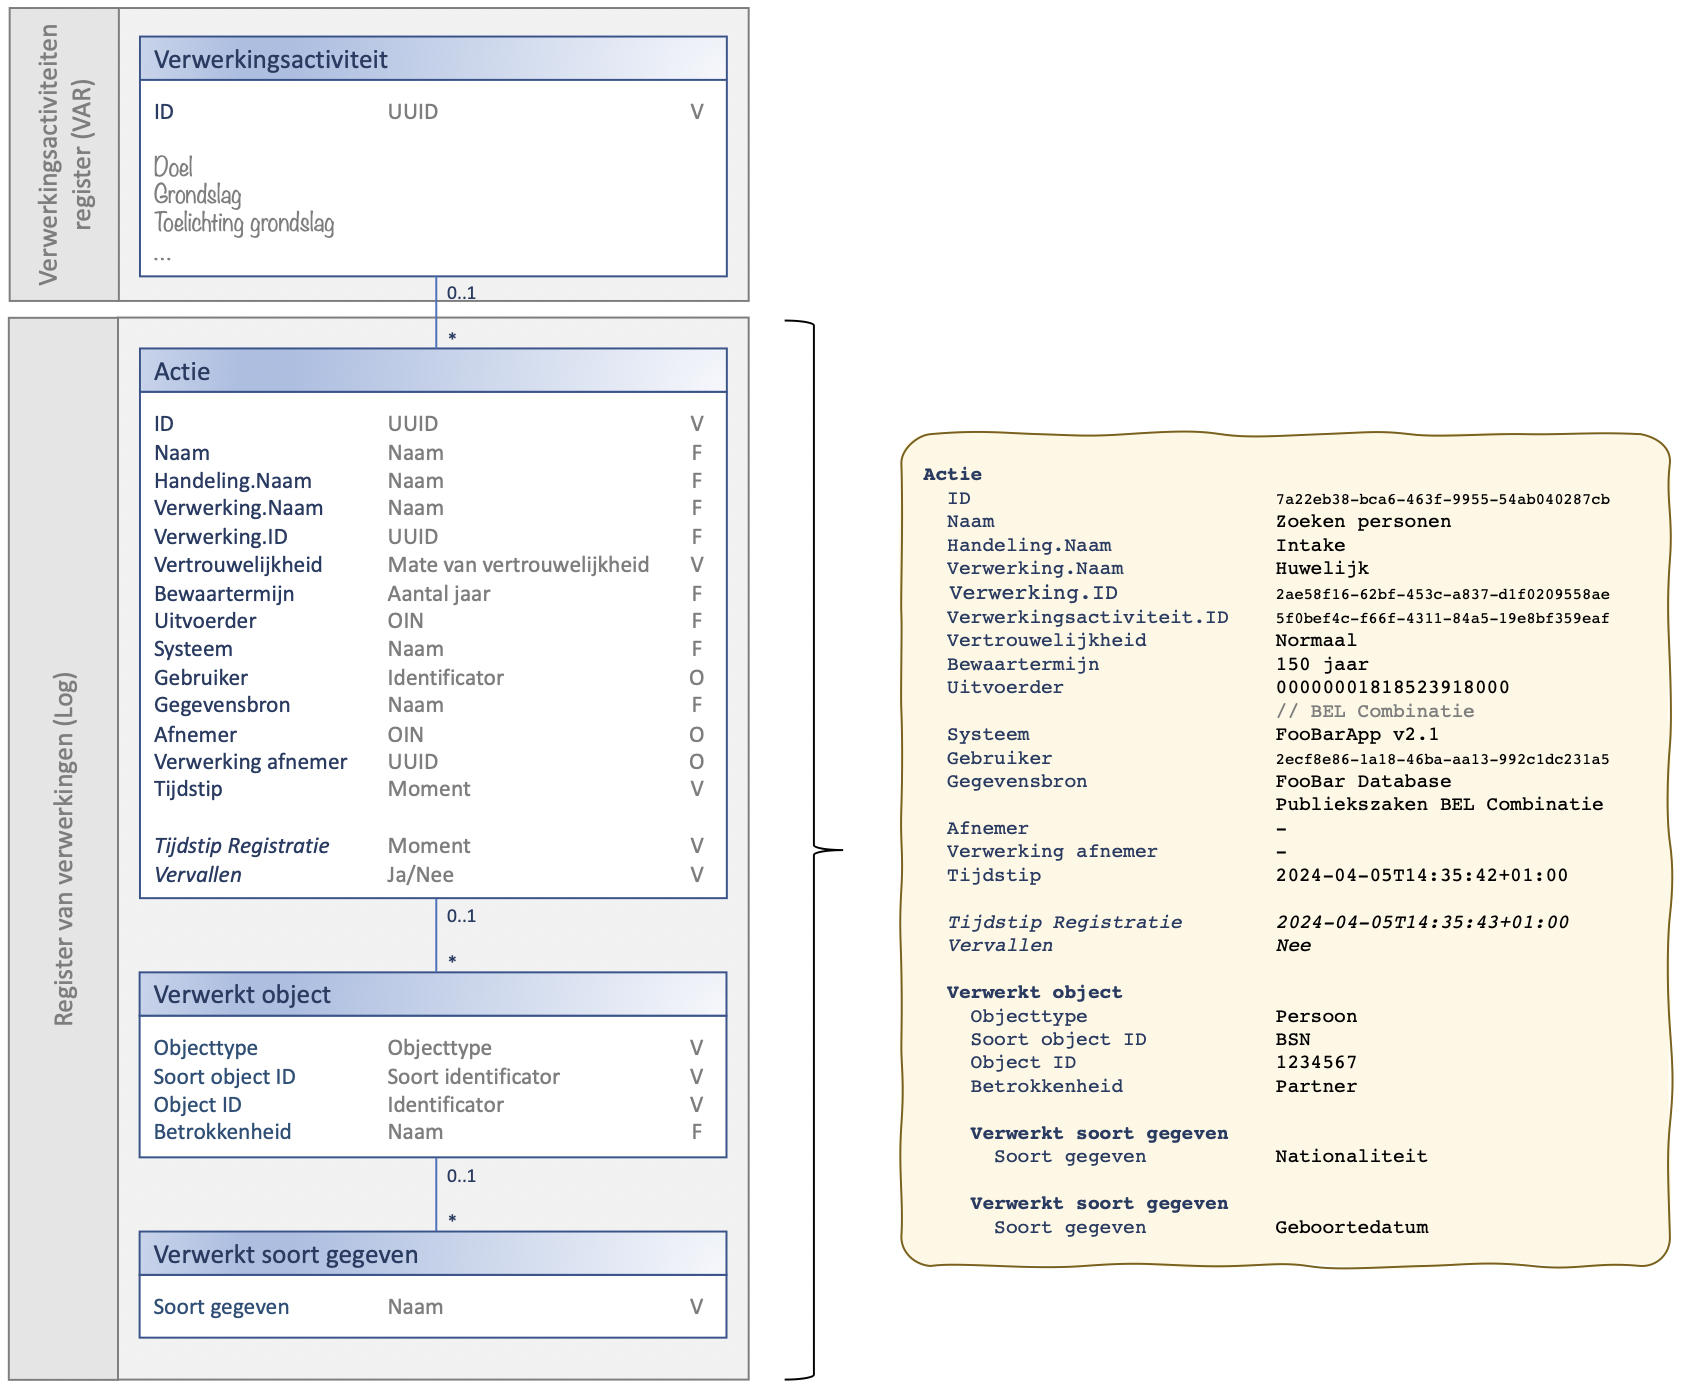 Verwerkingsactiviteiten
register (VAR)
Verwerkingsactiviteit
ID UUID V
Doel
Grondslag
Toelichting grondslag
...
0..1
*
Register van verwerkingen (Log)
Actie
ID UUID V
Naam Naam F
Handeling.Naam Naam F
Verwerking.Naam Naam F
Verwerking.ID UUID F
Vertrouwelijkheid Mate van vertrouwelijkheid V
Bewaartermijn Aantal jaar F
Uitvoerder OIN F
Systeem Naam F
Gebruiker Identificator O
Gegevensbron Naam F
Afnemer OIN O
Verwerking afnemer UUID O
Tijdstip Moment V
Tijdstip Registratie Moment V
Vervallen Ja/Nee V
0..1
*
Verwerkt object
Objecttype Objecttype V
Soort object ID Soort identificator V
Object ID Identificator V
Betrokkenheid Naam F
0..1
*
Verwerkt soort gegeven
Soort gegeven Naam V
Actie
ID 7a22eb38-bca6-463f-9955-54ab040287cb
Naam Zoeken personen
Handeling.Naam Intake
Verwerking.Naam Huwelijk
Verwerking.ID 2ae58f16-62bf-453c-a837-d1f0209558ae
Verwerkingsactiviteit.ID 5f0bef4c-f66f-4311-84a5-19e8bf359eaf
Vertrouwelijkheid Normaal
Bewaartermijn 150 jaar
Uitvoerder 00000001818523918000
// BEL Combinatie
Systeem FooBarApp v2.1
Gebruiker 2ecf8e86-1a18-46ba-aa13-992c1dc231a5
Gegevensbron FooBar Database
Publiekszaken BEL Combinatie
Afnemer -
Verwerking afnemer -
Tijdstip 2024-04-05T14:35:42+01:00
Tijdstip Registratie 2024-04-05T14:35:43+01:00
Vervallen Nee
Verwerkt object
Objecttype Persoon
Soort object ID BSN
Object ID 1234567
Betrokkenheid Partner
Verwerkt soort gegeven
Soort gegeven Nationaliteit
Verwerkt soort gegeven
Soort gegeven Geboortedatum